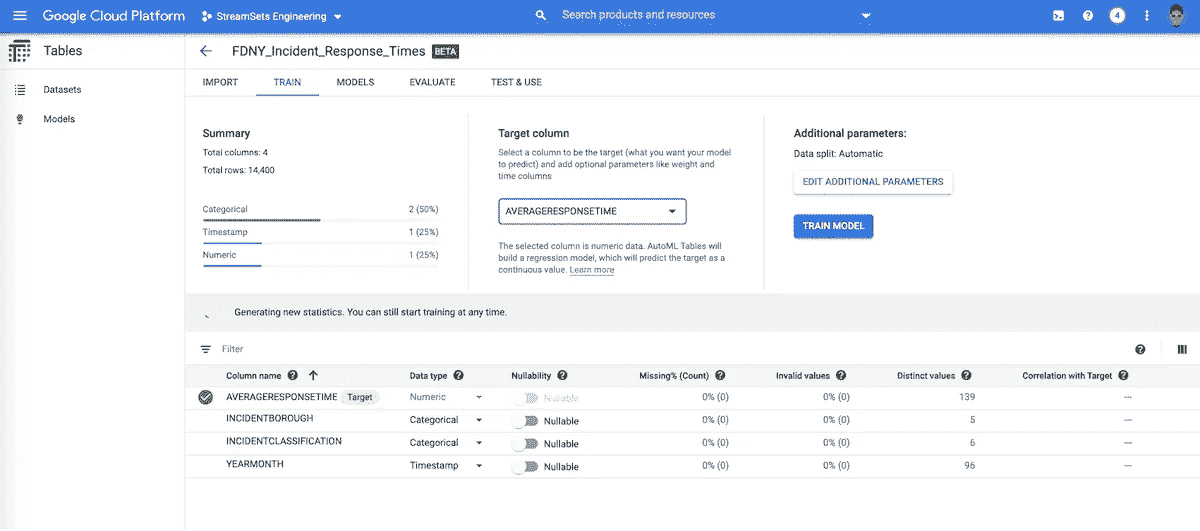 Google Cloud Platform
StreamSets Engineering
Search products and resources
4
Tables
FDNY_Incident_Response_Times BETA
IMPORT TRAIN MODELS EVALUATE TEST & USE
Datasets
Models
Summary
Total columns: 4
Total rows: 14,400
Categorical 2 (50%)
Timestamp 1 (25%)
Numeric 1 (25%)
Target column
Select a column to be the target (what you want your model
to predict) and add optional parameters like weight and
time columns
AVERAGERESPONSETIME
The selected column is numeric data. AutoML Tables will
build a regression model, which will predict the target as a
continuous value. Learn more
Additional parameters:
Data split: Automatic
EDIT ADDITIONAL PARAMETERS
TRAIN MODEL
Generating new statistics. You can still start training at any time.
Filter
Column name Data type Nullability Missing% (Count) Invalid values Distinct values Correlation with Target
AVERAGERESPONSETIME Target Numeric Nullable 0% (0) 0% (0) 139 —
INCIDENTBOROUGH Categorical Nullable 0% (0) 0% (0) 5 —
INCIDENTCLASSIFICATION Categorical Nullable 0% (0) 0% (0) 6 —
YEARMONTH Timestamp Nullable 0% (0) 0% (0) 96 —